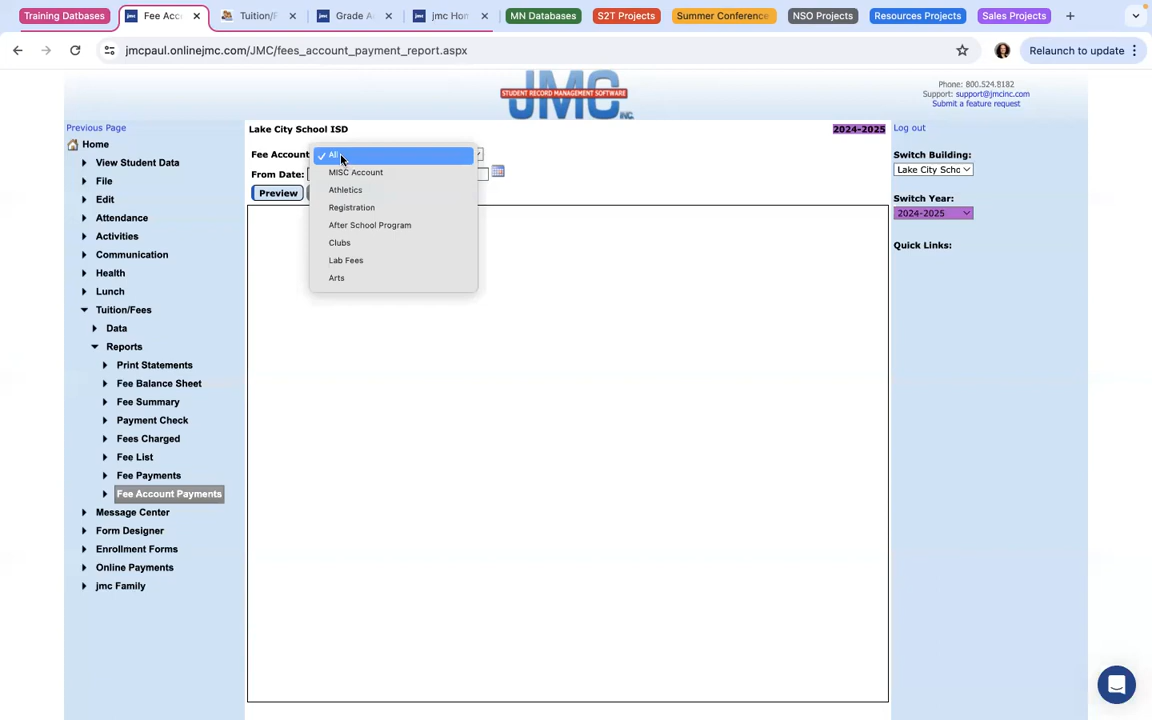 Fee Acc
Tuition/F
Grade A
jmc Hon
Training Datbases
MN Databases
S2T Projects
Summer Conference
NSO Projects
Resources Projects
Sales Projects
jmcpaul.onlinejmc.com/JMC/fees_account_payment_report.aspx
Relaunch to update
JMC
STUDENT RECORD MANAGEMENT SOFTWARE
INC.
Phone: 800.524.8182
Support: support@jmcinc.com
Submit a feature request
Previous Page
Home
View Student Data
File
Edit
Attendance
Activities
Communication
Health
Lunch
Tuition/Fees
Data
Reports
Print Statements
Fee Balance Sheet
Fee Summary
Payment Check
Fees Charged
Fee List
Fee Payments
Fee Account Payments
Message Center
Form Designer
Enrollment Forms
Online Payments
jmc Family
Lake City School ISD
2024-2025
Fee Account
All
MISC Account
Athletics
Registration
After School Program
Clubs
Lab Fees
Arts
From Date:
Preview
Log out
Switch Building:
Lake City Scho
Switch Year:
2024-2025
Quick Links: